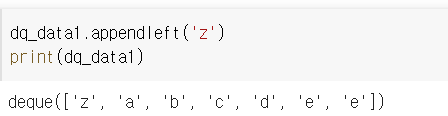 dq_data1.appendleft('z')
print(dq_data1)
deque(['z', 'a', 'b', 'c', 'd', 'e', 'e'])